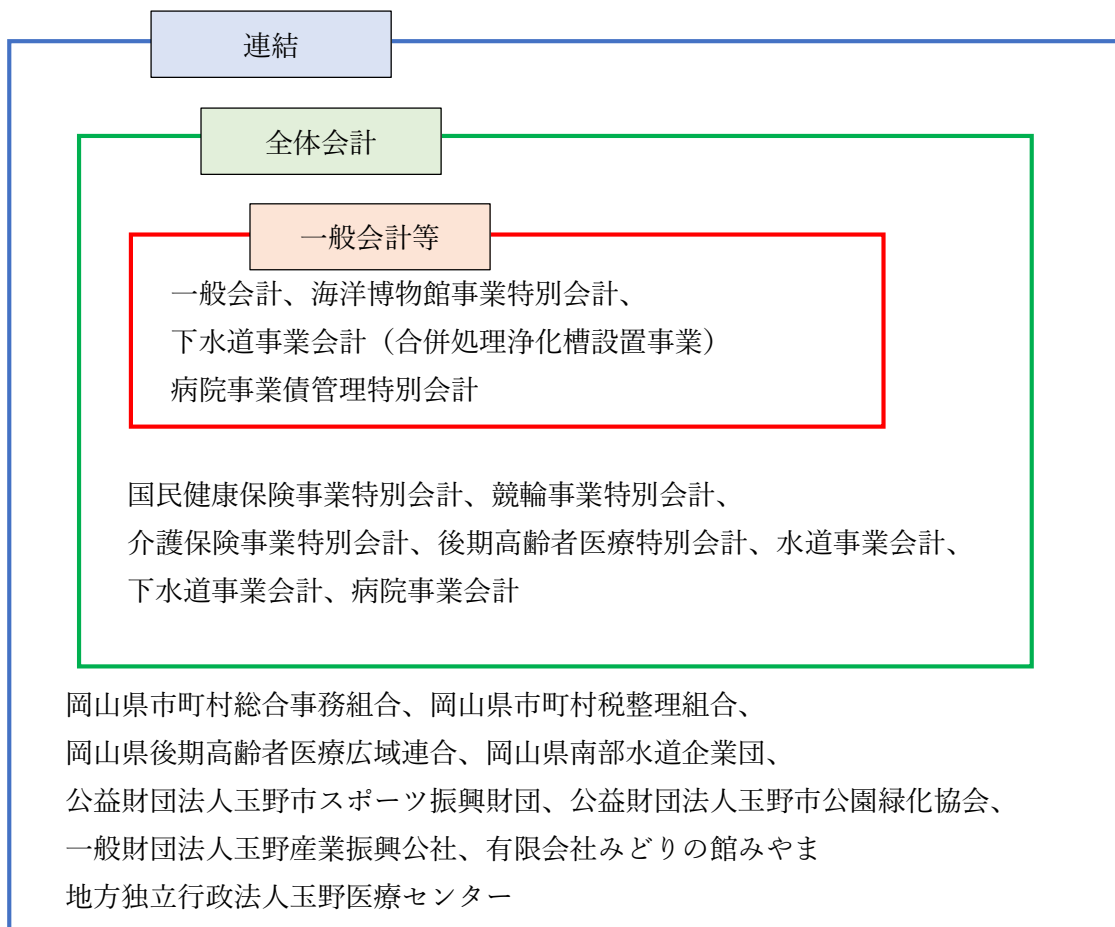 連結
全体会計
一般会計等
一般会計、海洋博物館事業特別会計、
下水道事業会計（合併処理浄化槽設置事業）
病院事業債管理特別会計
国民健康保険事業特別会計、競輪事業特別会計、
介護保険事業特別会計、後期高齢者医療特別会計、水道事業会計、
下水道事業会計、病院事業会計
岡山県市町村総合事務組合、岡山県市町村税整理組合、
岡山県後期高齢者医療広域連合、岡山県南部水道企業団、
公益財団法人玉野市スポーツ振興財団、公益財団法人玉野市公園緑化協会、
一般財団法人玉野産業振興公社、有限会社みどりの館みやま
地方独立行政法人玉野医療センター